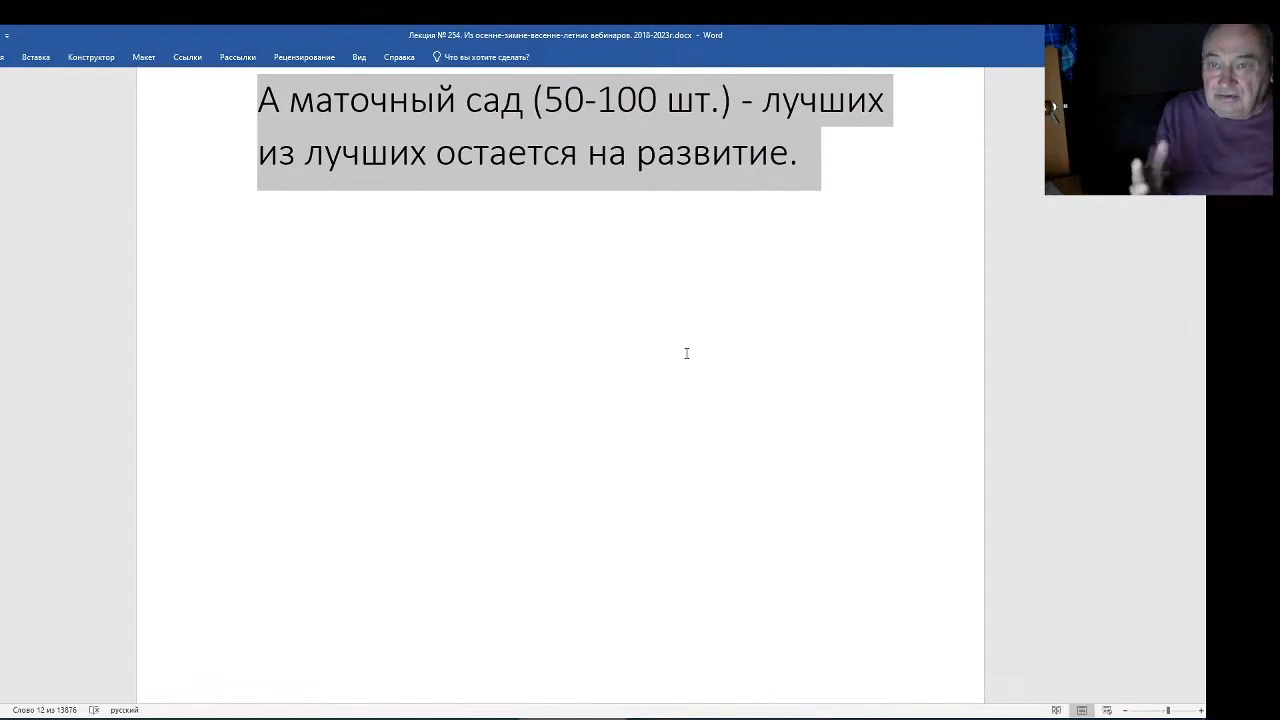 Лекция № 254. Из осенне-зимне-весенне-летних вебинаров. 2018-2023г.docx - Word
я Вставка Конструктор Макет Ссылки Рассылки Рецензирование Вид Справка Что вы хотите сделать?
А маточный сад (50-100 шт.) - лучших
из лучших остается на развитие.
Слово 12 из 13876 русский